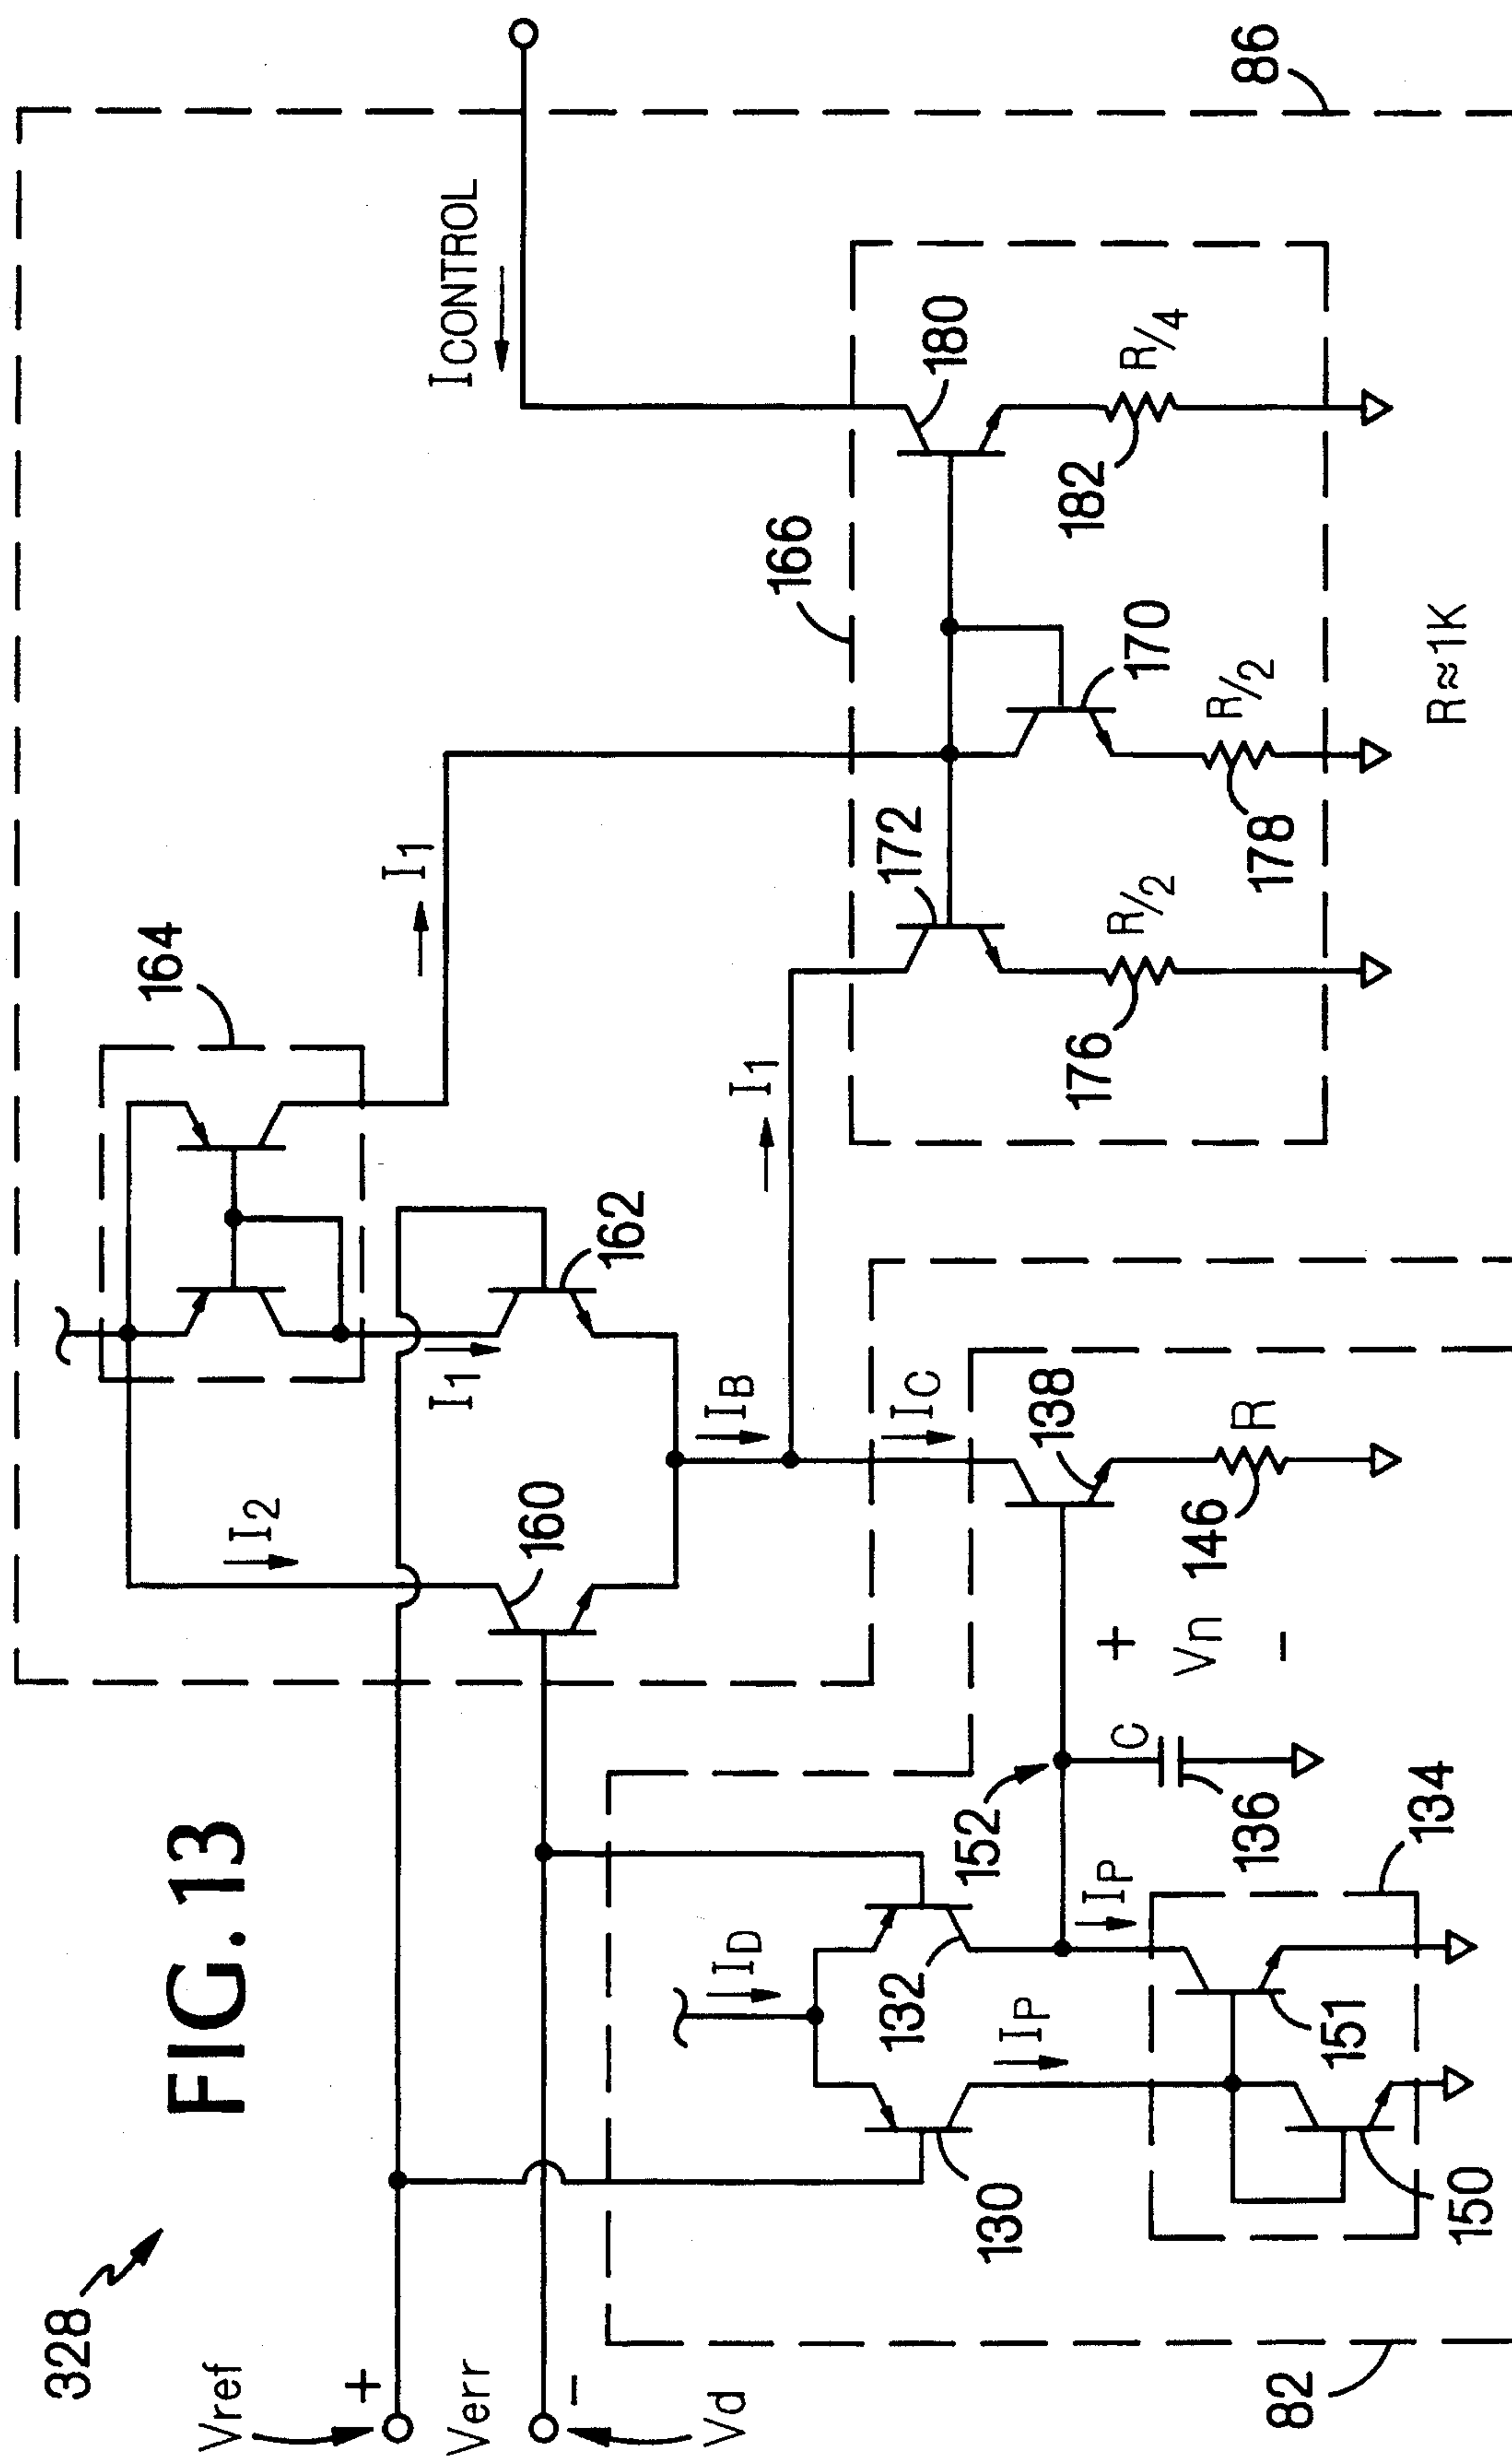 FIG. 13
328
Vref
+
Verr
-
Vd
82
86
164
I2
I1
I1
160
162
IB
I1
IC
ICONTROL
166
172
180
170
176
R/2
178
R/2
182
R/4
R≈1K
138
146
R
+
Vn
-
152
C
136
ID
130
132
IP
IP
134
150
151